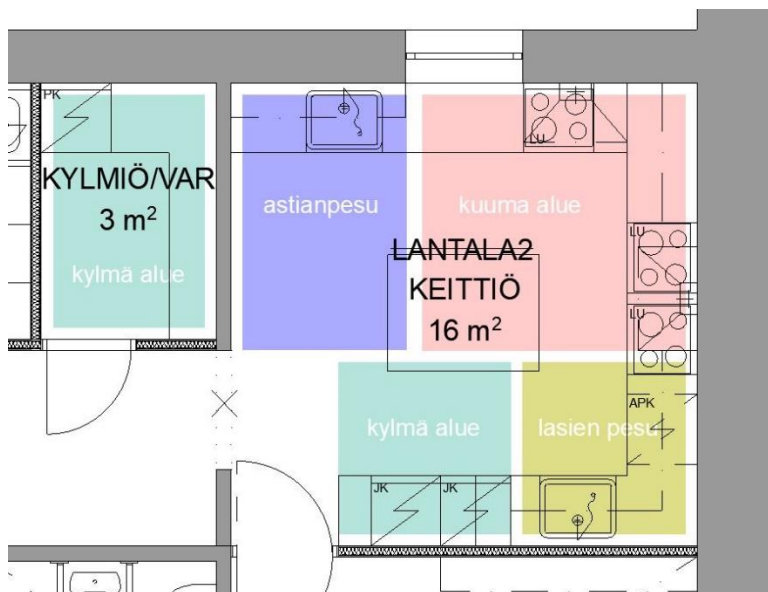 PK
KYLMIÖ/VAR
3 m²
kylmä alue
astianpesu
kuuma alue
LU
LANTALA2
KEITTIÖ
16 m²
LU
LU
kylmä alue
lasien pesu
APK
JK
JK